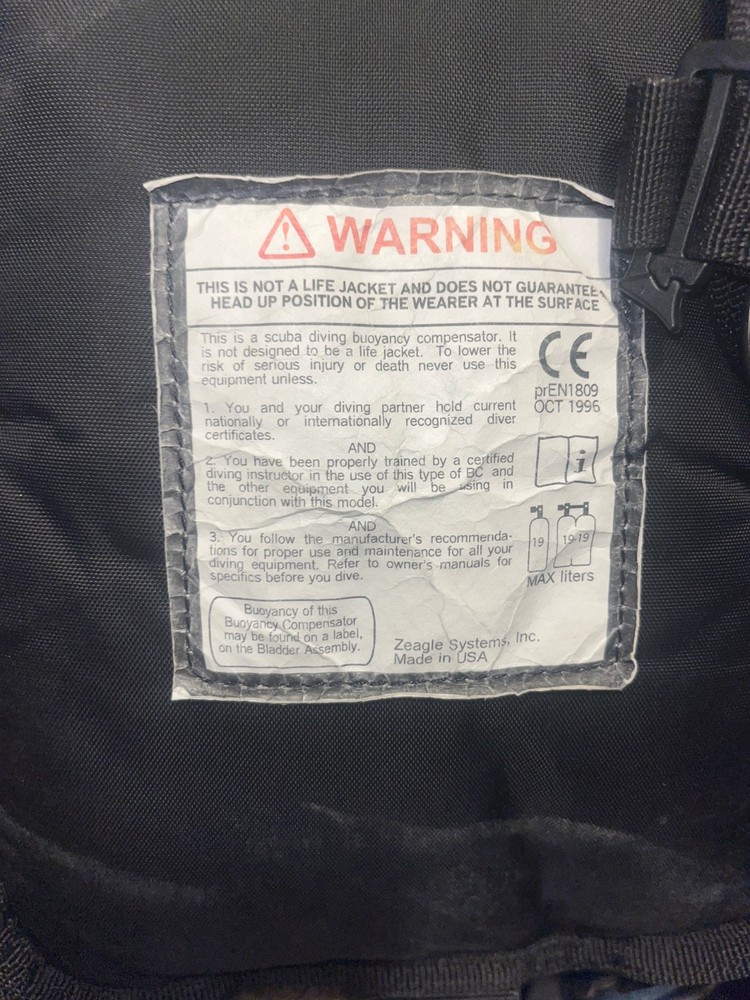 WARNING
THIS IS NOT A LIFE JACKET AND DOES NOT GUARANTEE
HEAD UP POSITION OF THE WEARER AT THE SURFACE
This is a scuba diving buoyancy compensator. It
is not designed to be a life jacket. To lower the
risk of serious injury or death never use this
equipment unless.
1. You and your diving partner hold current
nationally or internationally recognized diver
certificates.
AND
2. You have been properly trained by a certified
diving instructor in the use of this type of BC and
the other equipment you will be using in
conjunction with this model.
AND
3. You follow the manufacturer's recommenda-
tions for proper use and maintenance for all your
diving equipment. Refer to owner's manuals for
specifics before you dive.
Buoyancy of this
Buoyancy Compensator
may be found on a label,
on the Bladder Assembly.
CE
prEN1809
OCT 1996
i
19 19-19
MAX liters
Zeagle Systems, Inc.
Made in USA